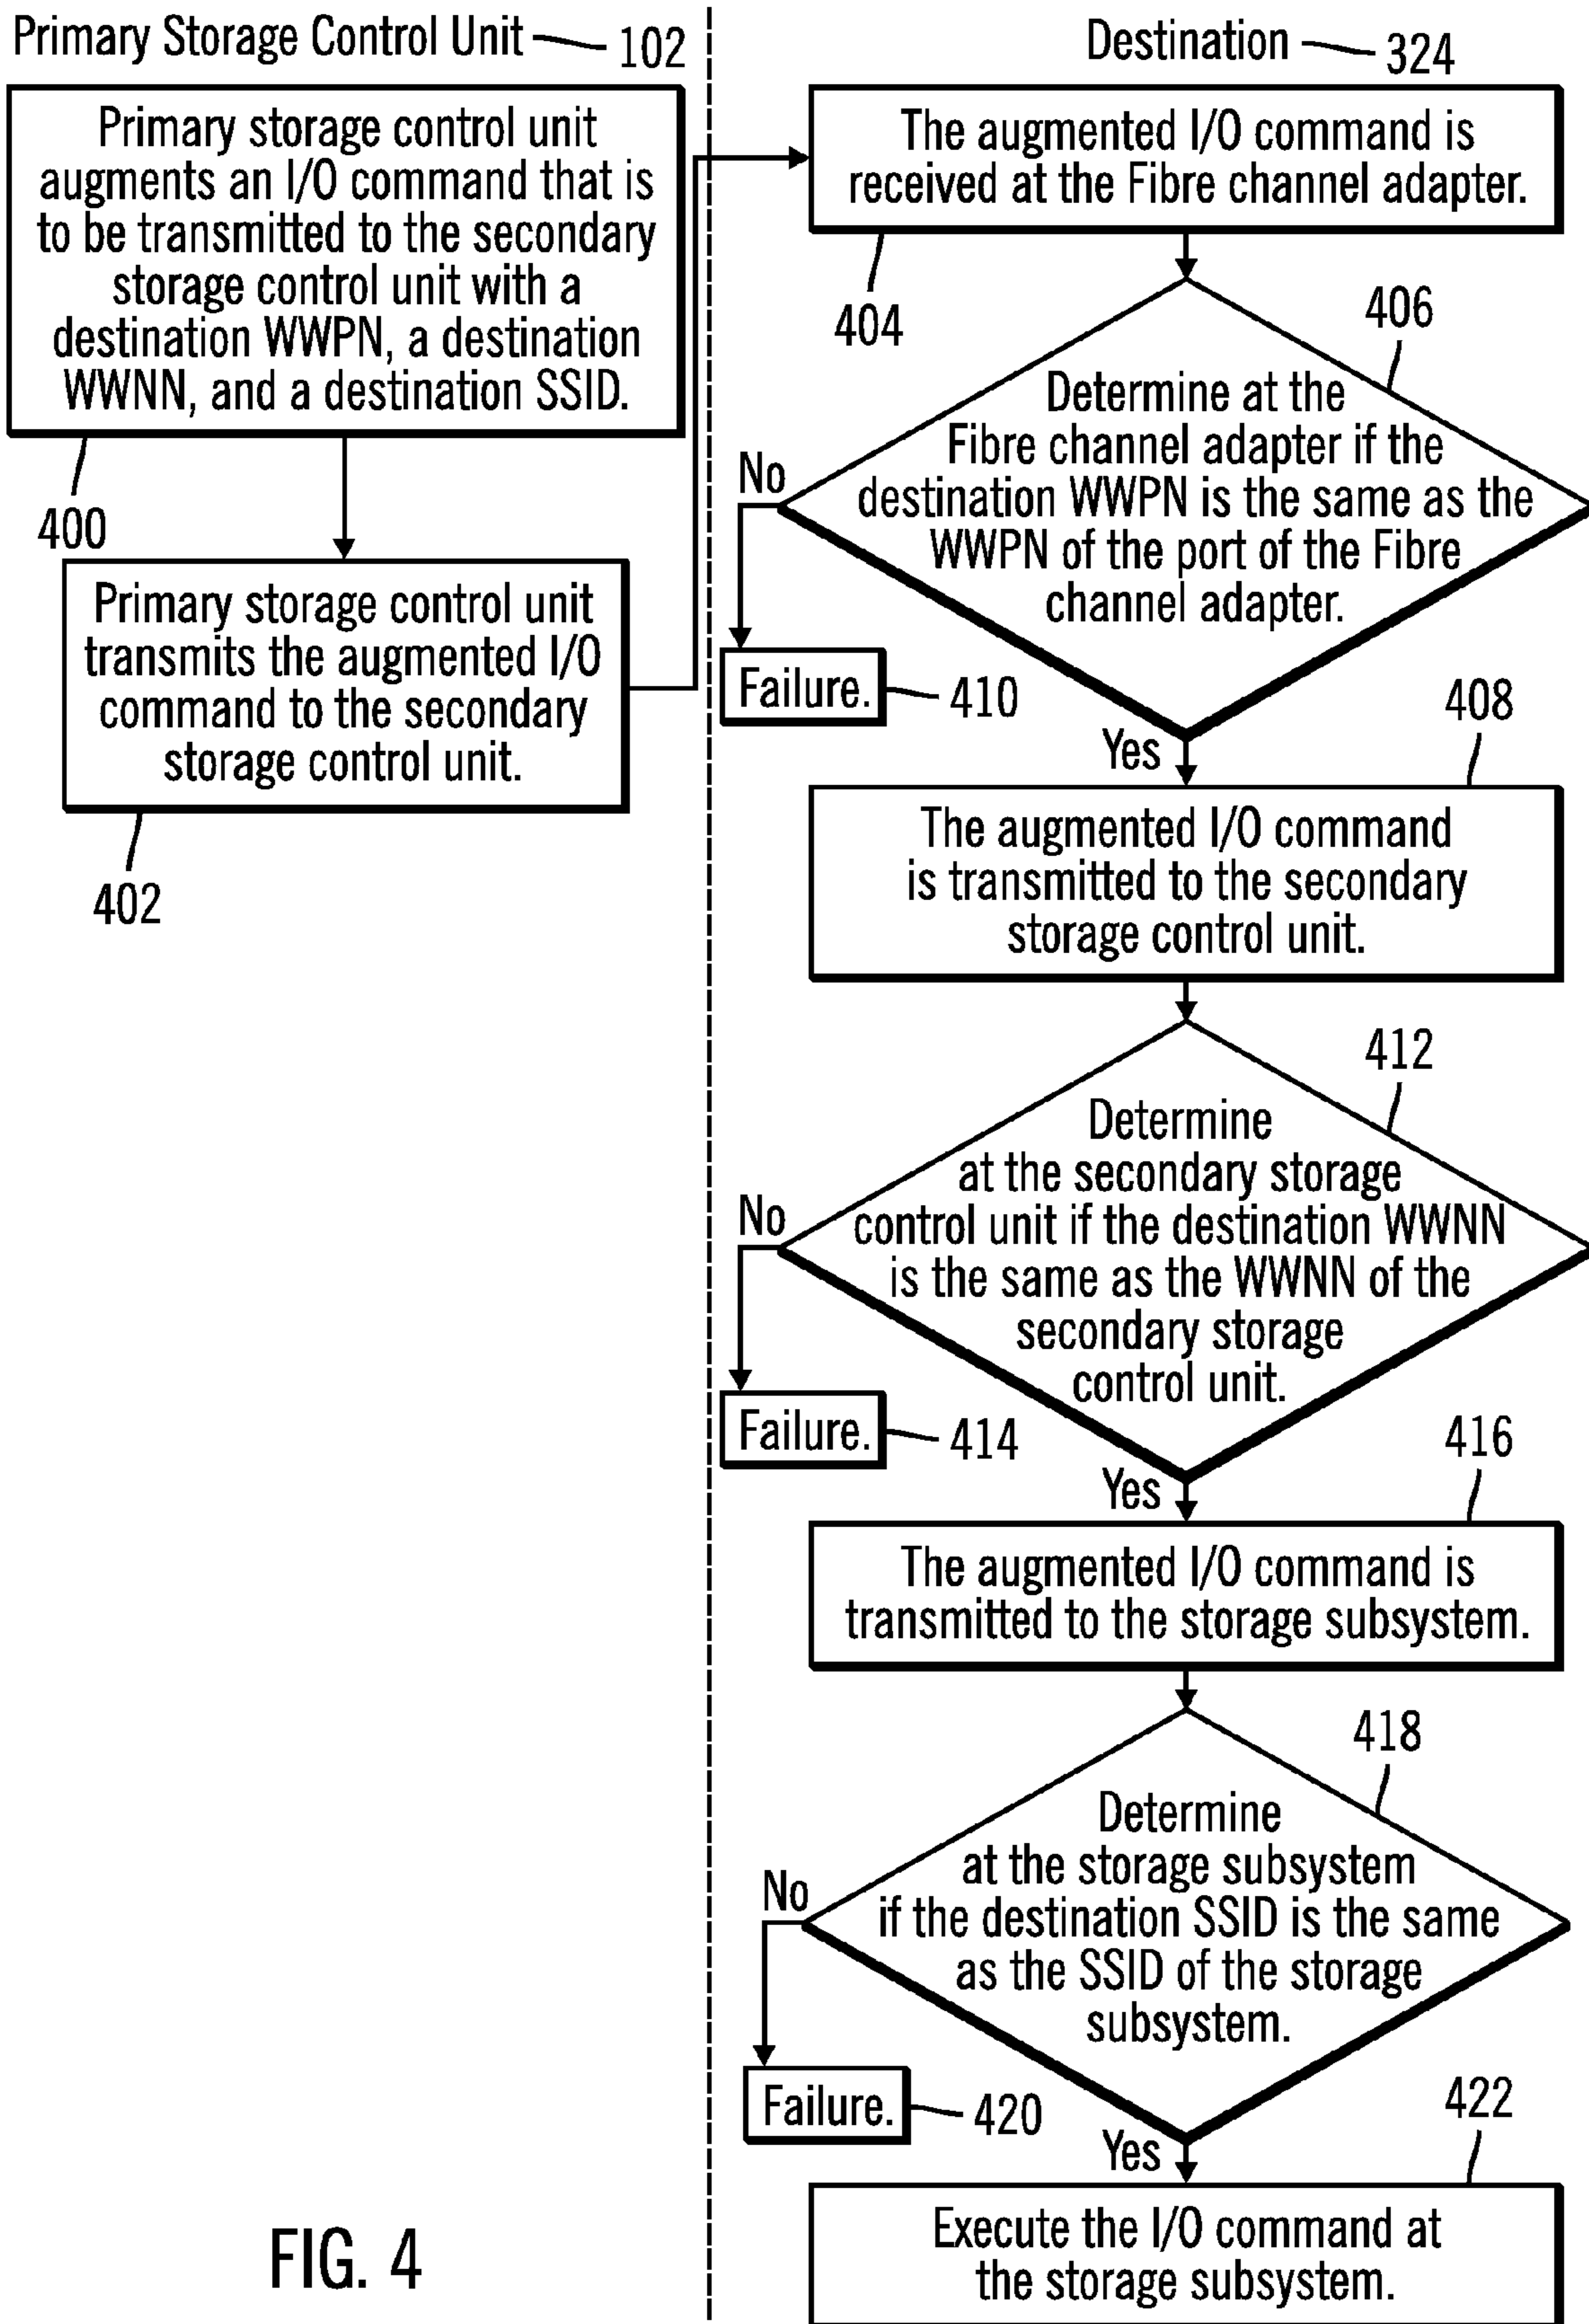 Primary Storage Control Unit 102
Primary storage control unit
augments an I/O command that is
to be transmitted to the secondary
storage control unit with a
destination WWPN, a destination
WWNN, and a destination SSID.
400
Primary storage control unit
transmits the augmented I/O
command to the secondary
storage control unit.
402
Destination 324
The augmented I/O command is
received at the Fibre channel adapter.
404
406
Determine at the
Fibre channel adapter if the
destination WWPN is the same as the
WWPN of the port of the Fibre
channel adapter.
No
Failure. 410
Yes
408
The augmented I/O command
is transmitted to the secondary
storage control unit.
412
Determine
at the secondary storage
control unit if the destination WWNN
is the same as the WWNN of the
secondary storage
control unit.
No
Failure. 414
Yes
416
The augmented I/O command is
transmitted to the storage subsystem.
418
Determine
at the storage subsystem
if the destination SSID is the same
as the SSID of the storage
subsystem.
No
Failure. 420
Yes
422
Execute the I/O command at
the storage subsystem.
FIG. 4